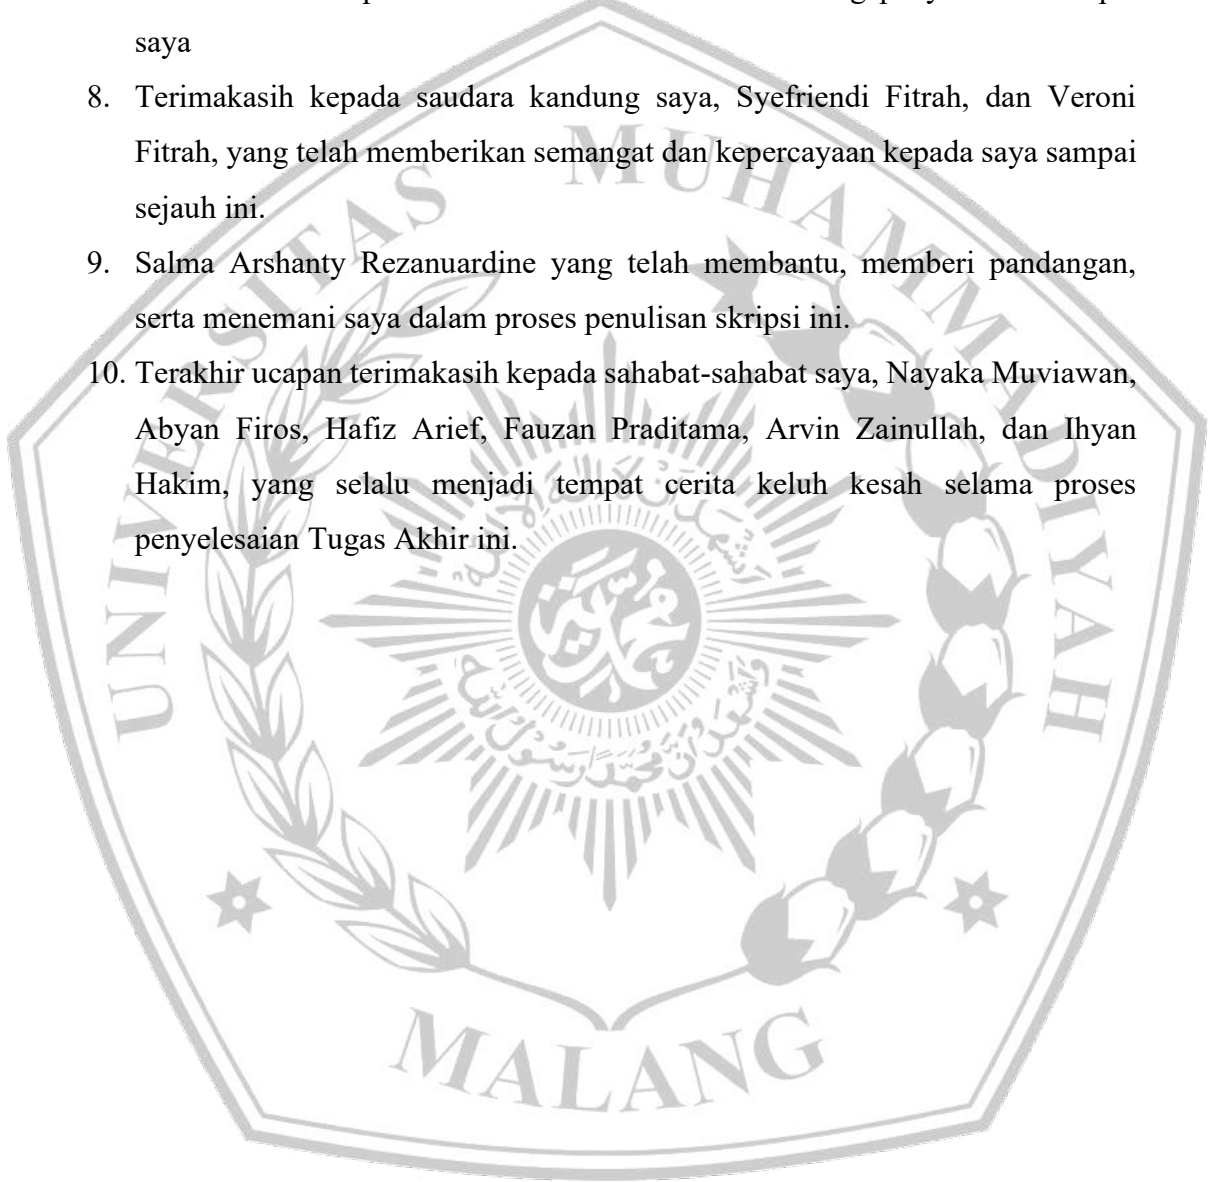 saya
8. Terimakasih kepada saudara kandung saya, Syefriendi Fitrah, dan Veroni
Fitrah, yang telah memberikan semangat dan kepercayaan kepada saya sampai
sejauh ini.
9. Salma Arshanty Rezanuardine yang telah membantu, memberi pandangan,
serta menemani saya dalam proses penulisan skripsi ini.
10. Terakhir ucapan terimakasih kepada sahabat-sahabat saya, Nayaka Muviawan,
Abyan Firos, Hafiz Arief, Fauzan Praditama, Arvin Zainullah, dan Ihyan
Hakim, yang selalu menjadi tempat cerita keluh kesah selama proses
penyelesaian Tugas Akhir ini.
UNIVERSITAS MUHAMMADIYAH
MALANG